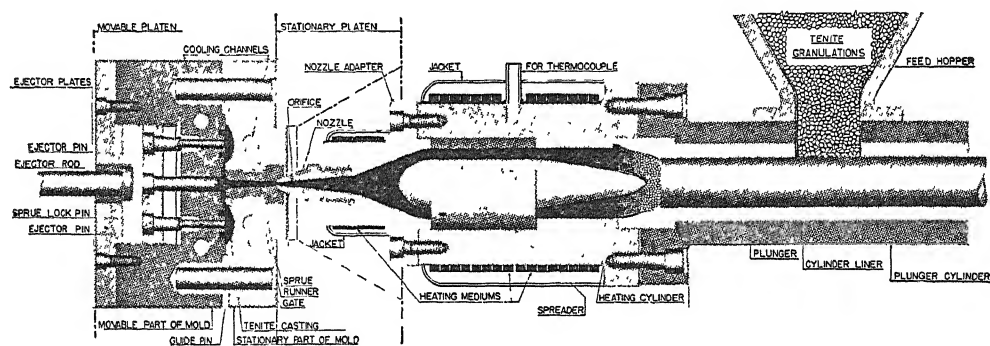 MOVABLE PLATEN
STATIONARY PLATEN
COOLING CHANNELS
NOZZLE ADAPTER
JACKET
FOR THERMOCOUPLE
TENITE
GRANULATIONS
FEED HOPPER
EJECTOR PLATES
ORIFICE
NOZZLE
EJECTOR PIN
EJECTOR ROD
SPRUE LOCK PIN
EJECTOR PIN
JACKET
SPRUE
RUNNER
GATE
HEATING MEDIUMS
SPREADER
HEATING CYLINDER
PLUNGER
CYLINDER LINER
PLUNGER CYLINDER
MOVABLE PART OF MOLD
TENITE CASTING
GUIDE PIN
STATIONARY PART OF MOLD